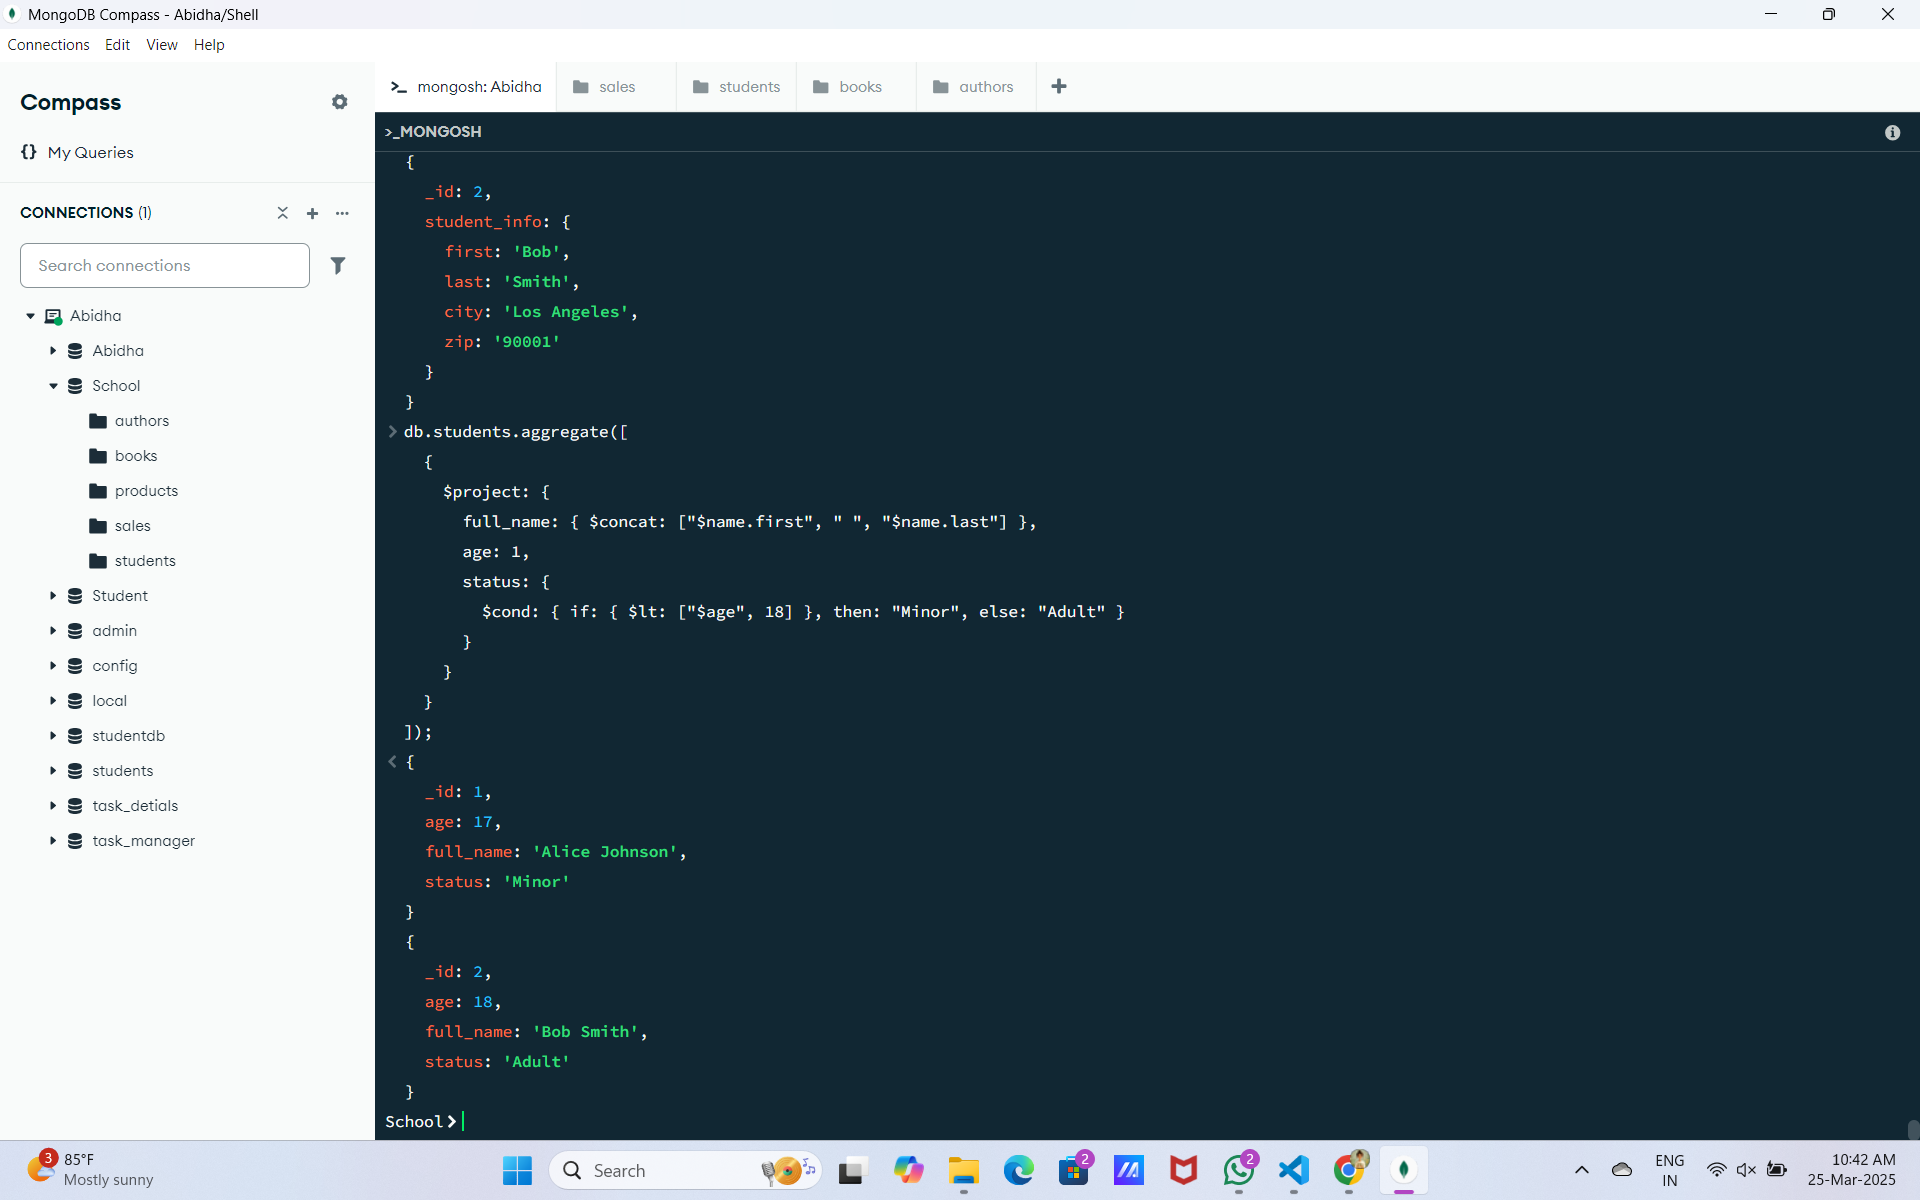 MongoDB Compass - Abidha/Shell
Connections Edit View Help
Compass
{} My Queries
CONNECTIONS (1)
Search connections
Abidha
Abidha
School
authors
books
products
sales
students
Student
admin
config
local
studentdb
students
task_detials
task_manager
>_ mongosh: Abidha sales students books authors
>_MONGOSH
{
_id: 2,
student_info: {
first: 'Bob',
last: 'Smith',
city: 'Los Angeles',
zip: '90001'
}
}
> db.students.aggregate([
{
$project: {
full_name: { $concat: ["$name.first", " ", "$name.last"] },
age: 1,
status: {
$cond: { if: { $lt: ["$age", 18] }, then: "Minor", else: "Adult" }
}
}
}
]);
< {
_id: 1,
age: 17,
full_name: 'Alice Johnson',
status: 'Minor'
}
{
_id: 2,
age: 18,
full_name: 'Bob Smith',
status: 'Adult'
}
School>
3
85°F
Mostly sunny
Search
2
2
ENG
IN
10:42 AM
25-Mar-2025